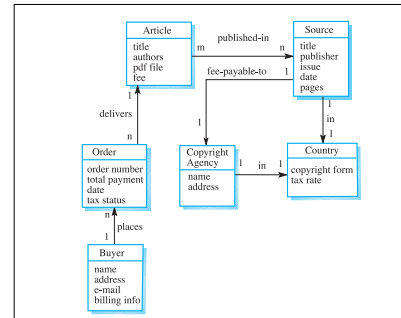 Article
title
authors
pdf file
fee
published-in
m
n
Source
title
publisher
issue
date
pages
fee-payable-to
1
1
delivers
1
n
in
1
1
Order
order number
total payment
date
tax status
Copyright
Agency
name
address
in
1
1
Country
copyright form
tax rate
places
n
1
Buyer
name
address
e-mail
billing info